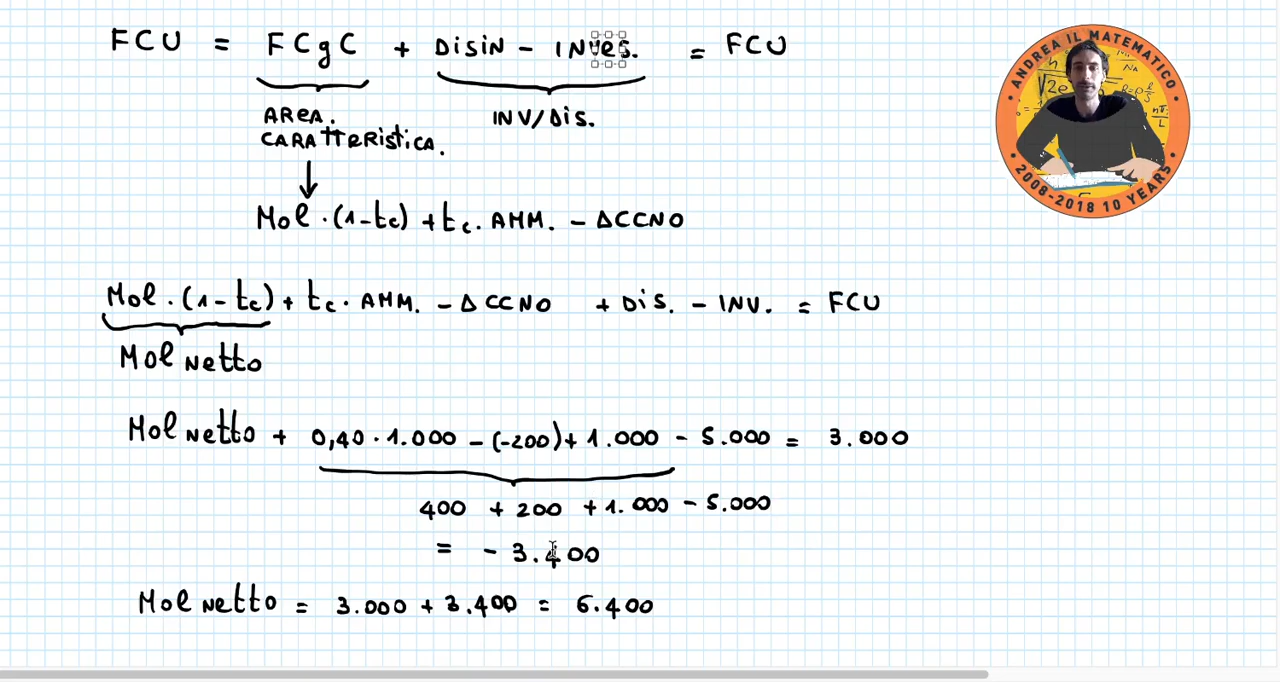 FCU = FCgC + DisiN - INves. = FCU
AREA. INV/Dis.
CARATTERistica.
Mol · (1-tc) + tc. AMM. - ΔCCNO
Mol · (1-tc) + tc · AMM. - ΔCCNO + Dis. - INV. = FCU
Mol Netto
Mol Netto + 0,40 · 1.000 - (-200) + 1.000 - 5.000 = 3.000
400 + 200 + 1.000 - 5.000
= - 3.400
Mol Netto = 3.000 + 3.400 = 6.400
ANDREA IL MATEMATICO
2008-2018 10 YEARS